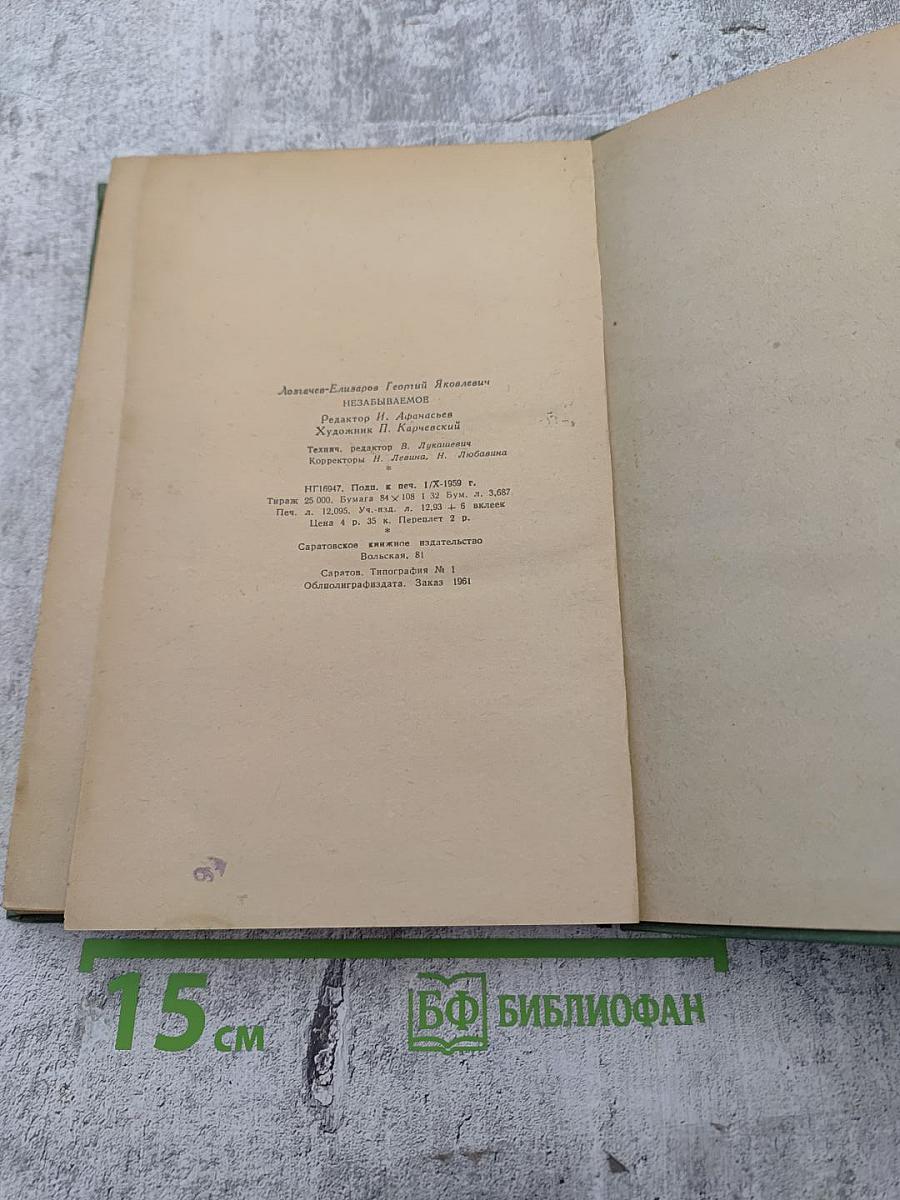 Лозгачев-Елизаров Георгий Яковлевич
НЕЗАБЫВАЕМОЕ
Редактор И. Афанасьев
Художник П. Карчевский
Технич. редактор В. Лукашевич
Корректоры Н. Левина, Н. Любавина
*
НГ16947. Подп. к печ. 1/X-1959 г.
Тираж 25 000. Бумага 84×108 1 32 Бум. л. 3,687
Печ. л. 12,095. Уч.-изд. л. 12,93 + 6 вклеек
Цена 4 р. 35 к. Переплет 2 р.
*
Саратовское книжное издательство
Вольская, 81
Саратов. Типография № 1
Облполиграфиздата. Заказ 1961
15 см
БФ БИБЛИОФАН